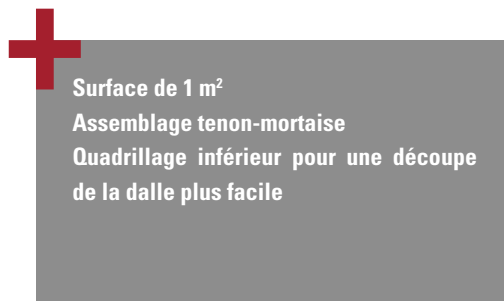 Surface de 1 m²
Assemblage tenon-mortaise
Quadrillage inférieur pour une découpe
de la dalle plus facile